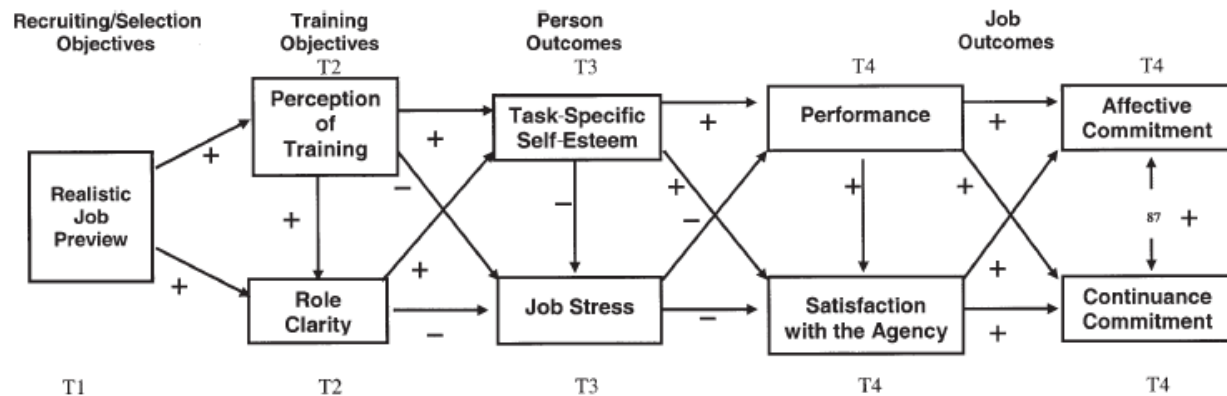 Recruiting/Selection
Objectives
Training
Objectives
Person
Outcomes
Job
Outcomes
T2
T3
T4
T4
Perception
of
Training
Task-Specific
Self-Esteem
Performance
Affective
Commitment
+
+
+
+
Realistic
Job
Preview
−
+
−
+
−
+
+
+
87
+
+
+
+
Role
Clarity
−
Job Stress
−
Satisfaction
with the Agency
+
Continuance
Commitment
T1
T2
T3
T4
T4